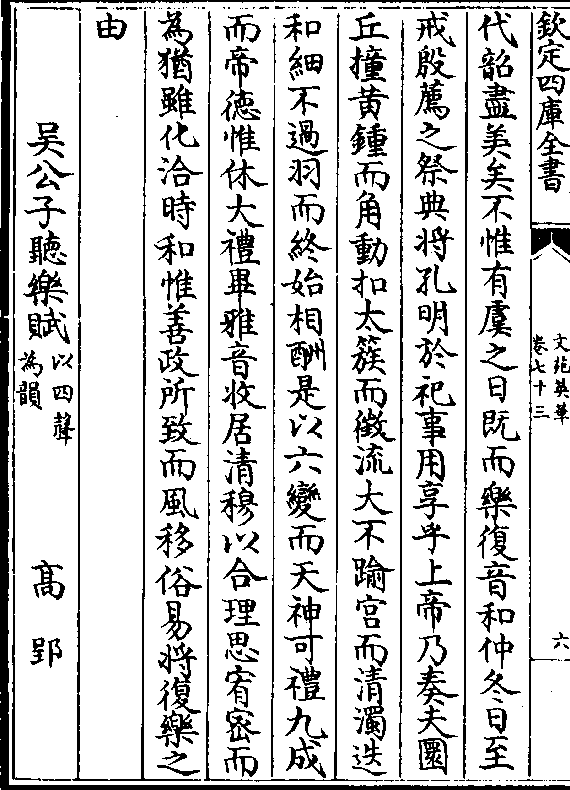 欽定四庫全書
文苑英華
卷七十三
六
代韶盡美矣不惟有虞之日既而樂復音和仲冬日至
戒殷薦之祭典將孔明於祀事用享乎上帝乃奏夫圜
丘撞黄鍾而角動扣太簇而徵流大不踰宫而清濁迭
和細不過羽而終始相酬是以六變而天神可禮九成
而帝德惟休大禮畢雅音收居清穆以合理思宥密而
為猶雖化洽時和惟善政所致而風移俗易將復樂之
由
吴公子聽樂賦以四聲為韻 髙郢